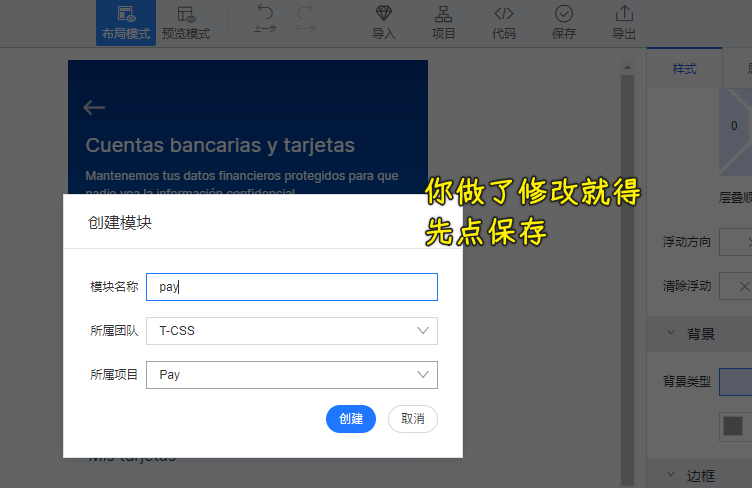 布局模式
预览模式
上一步
下一步
导入
项目
代码
保存
导出
样式
Cuentas bancarias y tarjetas
Mantenemos tus datos financieros protegidos para que
nadie vea la información confidencial
你做了修改就得
先点保存
创建模块
模块名称
pay
所属团队
T-CSS
所属项目
Pay
创建
取消
Mis tarjetas
0
层叠顺
浮动方向
清除浮动
背景
背景类型
边框